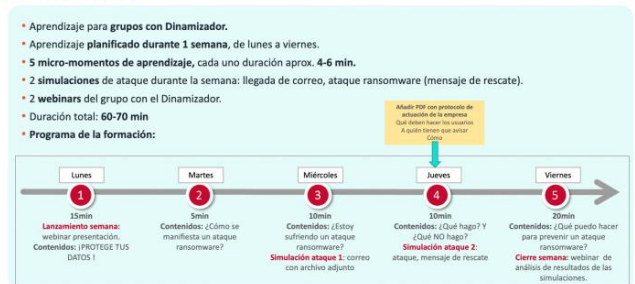 • Aprendizaje para grupos con Dinamizador.
• Aprendizaje planificado durante 1 semana, de lunes a viernes.
• 5 micro-momentos de aprendizaje, cada uno duración aprox. 4-6 min.
• 2 simulaciones de ataque durante la semana: llegada de correo, ataque ransomware (mensaje de rescate).
• 2 webinars del grupo con el Dinamizador.
• Duración total: 60-70 min
• Programa de la formación:
Añadir PDF con protocolo de
actuación de la empresa
Qué deben hacer los usuarios
A quién tienen que avisar
Cómo
Lunes
1
15min
Lanzamiento semana:
webinar presentación.
Contenidos: ¡PROTEGE TUS
DATOS !
Martes
2
5min
Contenidos: ¿Cómo se
manifiesta un ataque
ransomware?
Miércoles
3
10min
Contenidos: ¿Estoy
sufriendo un ataque
ransomware?
Simulación ataque 1: correo
con archivo adjunto
Jueves
4
10min
Contenidos: ¿Qué hago? Y
¿Qué NO hago?
Simulación ataque 2:
ataque, mensaje de rescate
Viernes
5
20min
Contenidos: ¿Qué puedo hacer
para prevenir un ataque
ransomware?
Cierre semana: webinar de
análisis de resultados de las
simulaciones.